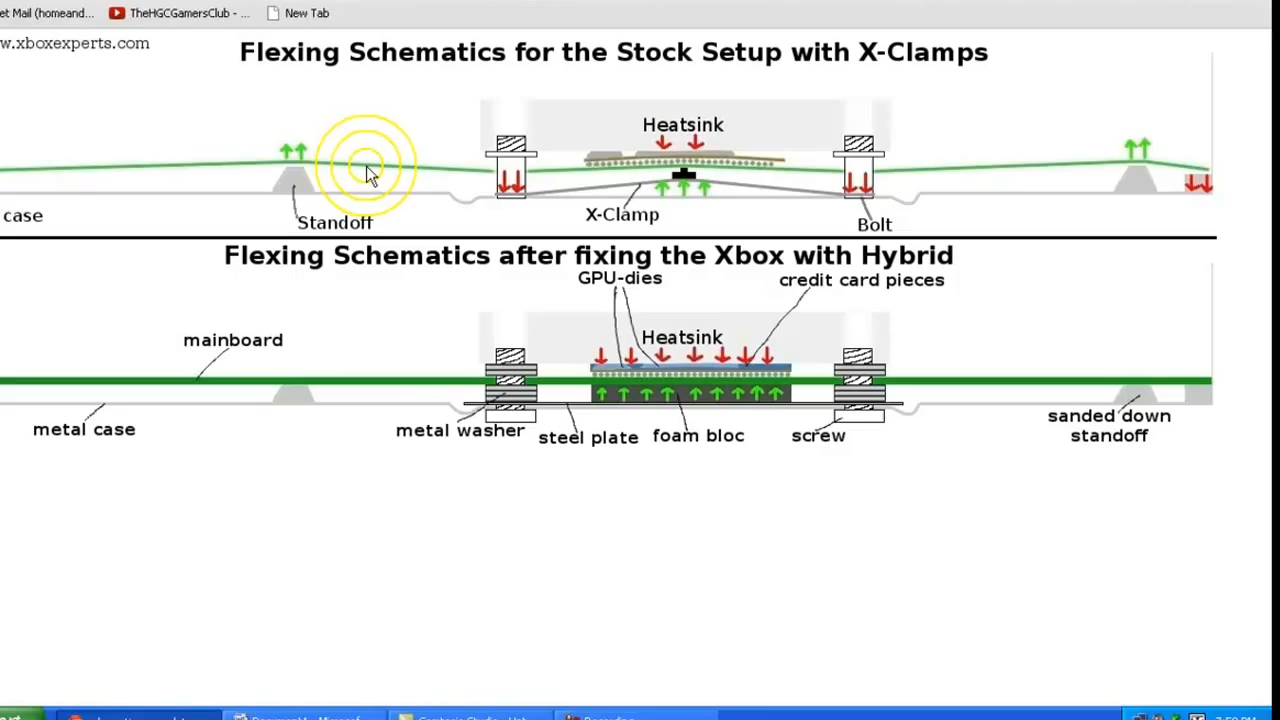 et Mail (homeand... TheHGCGamersClub - ... New Tab
w.xboxexperts.com
Flexing Schematics for the Stock Setup with X-Clamps
Heatsink
case
Standoff
X-Clamp
Bolt
Flexing Schematics after fixing the Xbox with Hybrid
GPU-dies
credit card pieces
mainboard
Heatsink
metal case
metal washer
steel plate
foam bloc
screw
sanded down
standoff